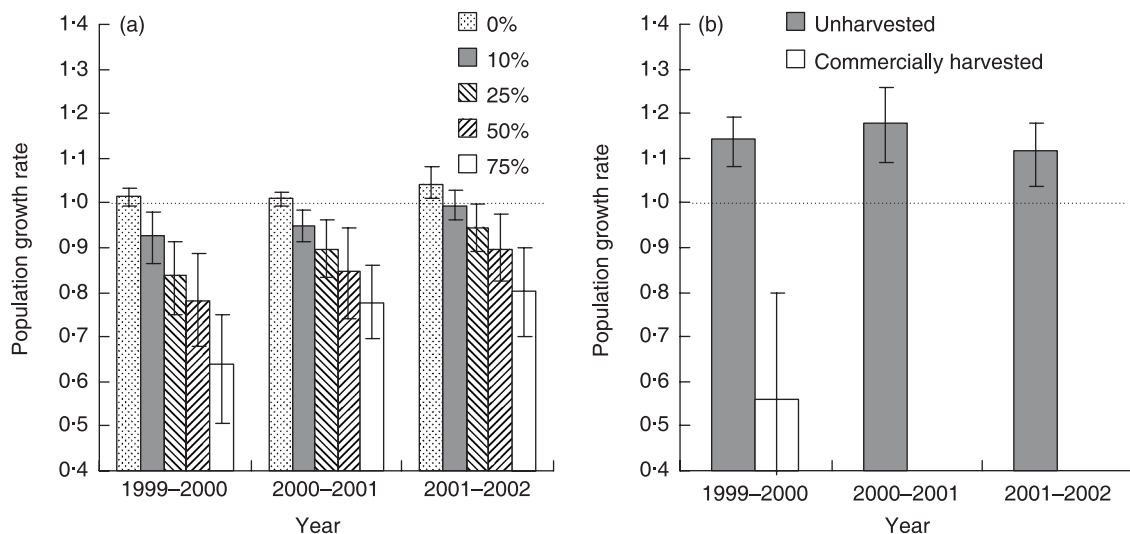 (a)
0%
10%
25%
50%
75%
1·4
1·3
1·2
1·1
1·0
0·9
0·8
0·7
0·6
0·5
0·4
Population growth rate
1999–2000 2000–2001 2001–2002
Year
(b)
Unharvested
Commercially harvested
1·4
1·3
1·2
1·1
1·0
0·9
0·8
0·7
0·6
0·5
0·4
Population growth rate
1999–2000 2000–2001 2001–2002
Year